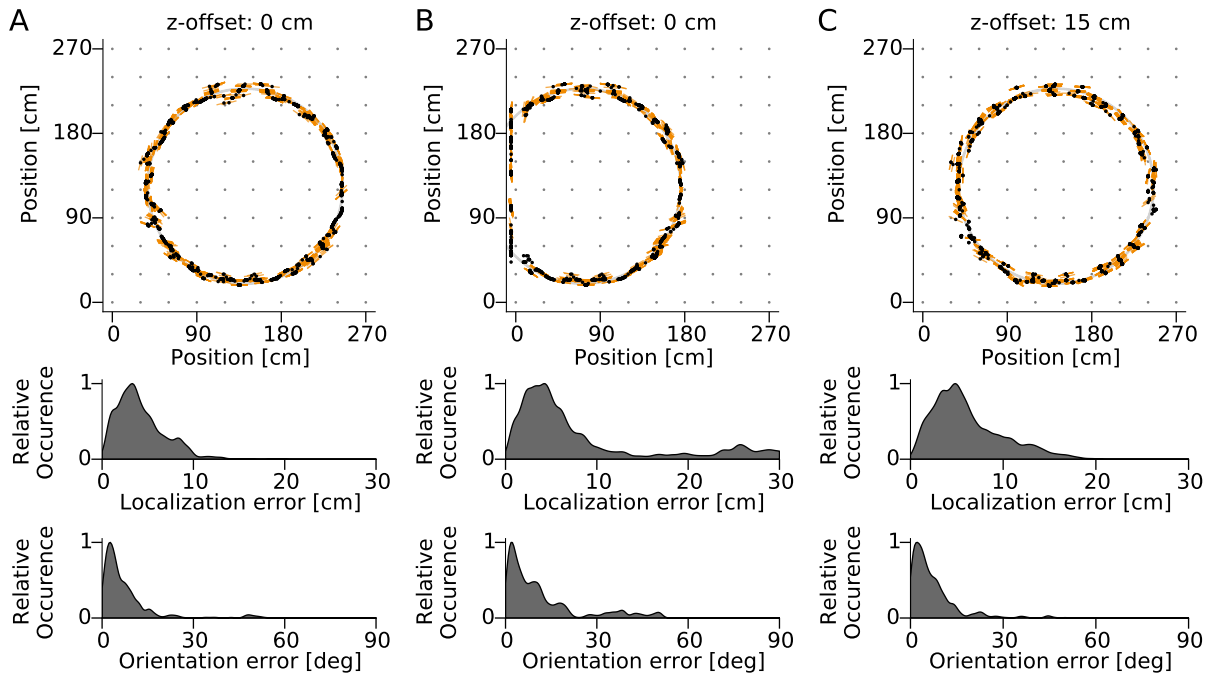 A
z-offset: 0 cm
270
180
90
0
Position [cm]
0
90
180
270
Position [cm]
1
0
Relative
Occurence
0
10
20
30
Localization error [cm]
1
0
Relative
Occurence
0
30
60
90
Orientation error [deg]
B
z-offset: 0 cm
270
180
90
0
Position [cm]
0
90
180
270
Position [cm]
1
0
Relative
Occurence
0
10
20
30
Localization error [cm]
1
0
Relative
Occurence
0
30
60
90
Orientation error [deg]
C
z-offset: 15 cm
270
180
90
0
Position [cm]
0
90
180
270
Position [cm]
1
0
Relative
Occurence
0
10
20
30
Localization error [cm]
1
0
Relative
Occurence
0
30
60
90
Orientation error [deg]